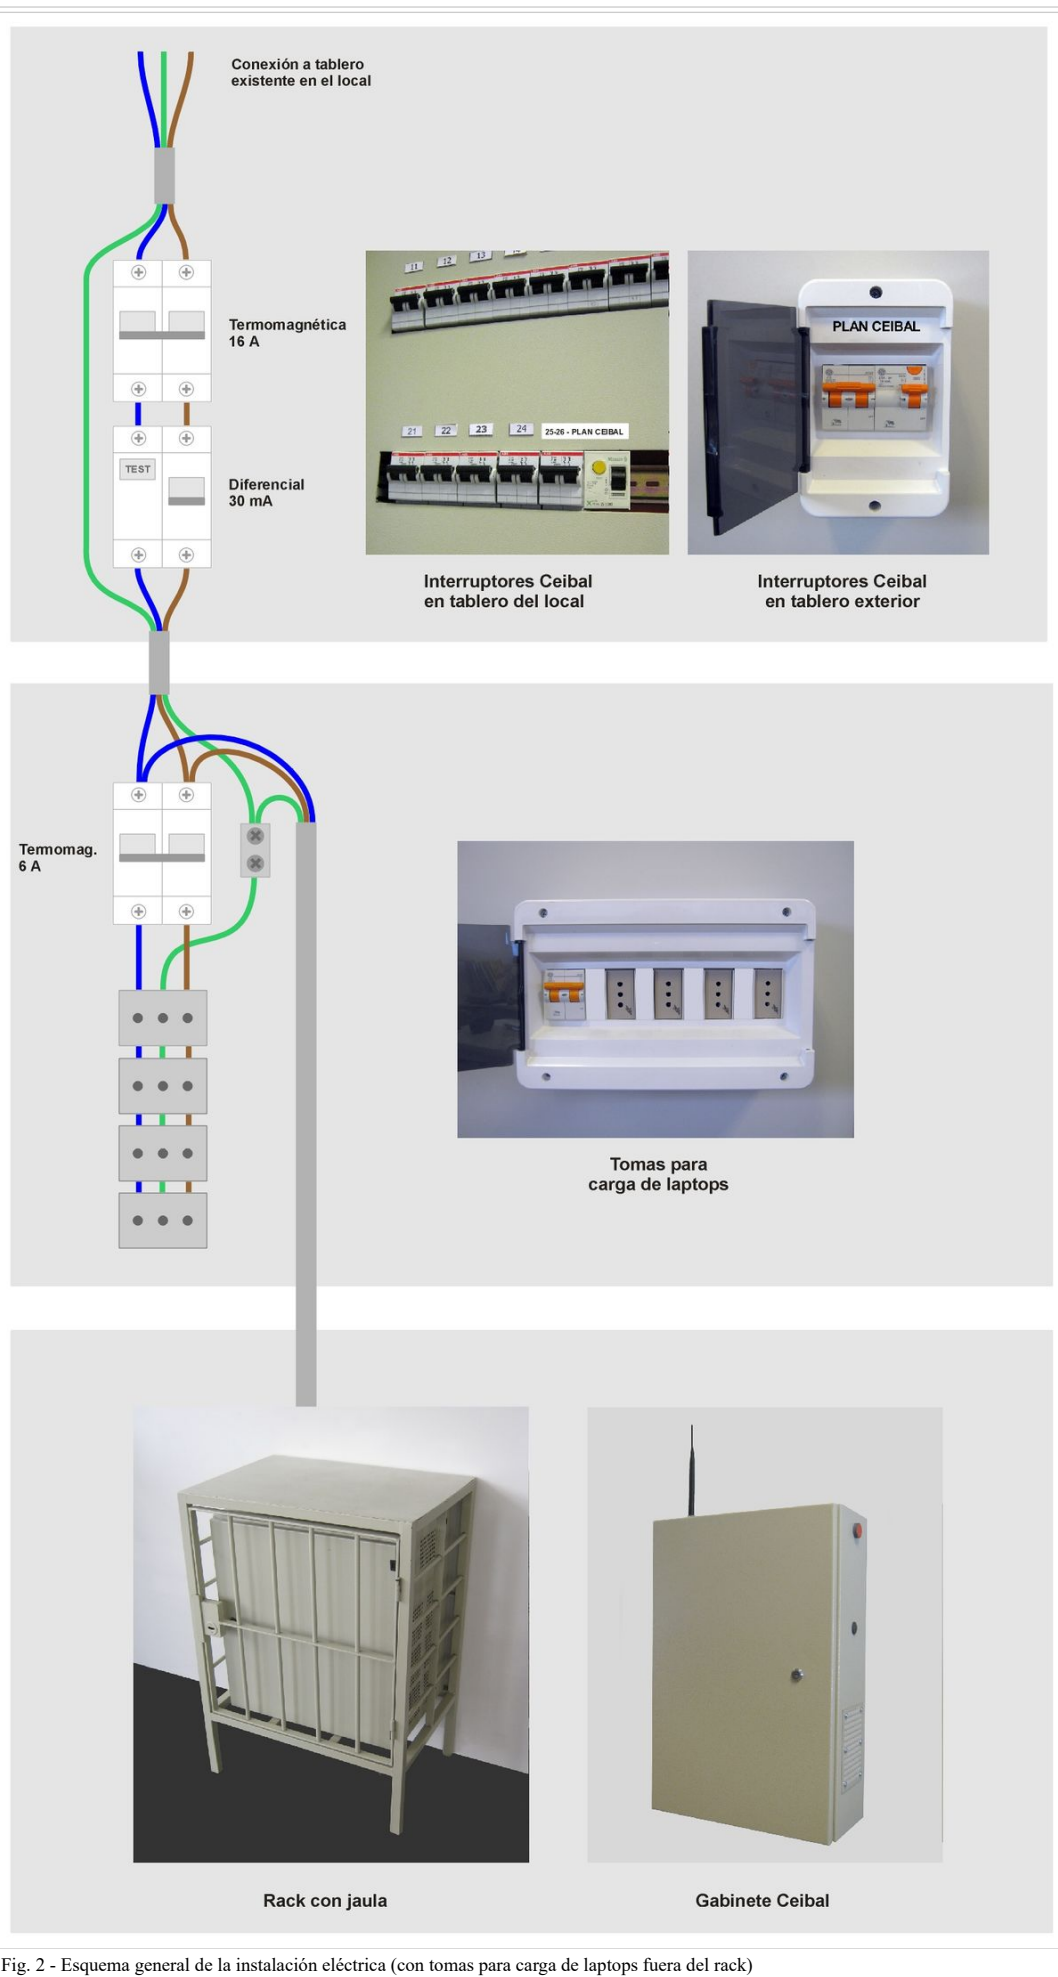 Conexión a tablero
existente en el local
Termomagnética
16 A
TEST
Diferencial
30 mA
11
12
13
21
22
23
24
25-26 - PLAN CEIBAL
PLAN CEIBAL
Interruptores Ceibal
en tablero del local
Interruptores Ceibal
en tablero exterior
Termomag.
6 A
Tomas para
carga de laptops
Rack con jaula
Gabinete Ceibal
Fig. 2 - Esquema general de la instalación eléctrica (con tomas para carga de laptops fuera del rack)